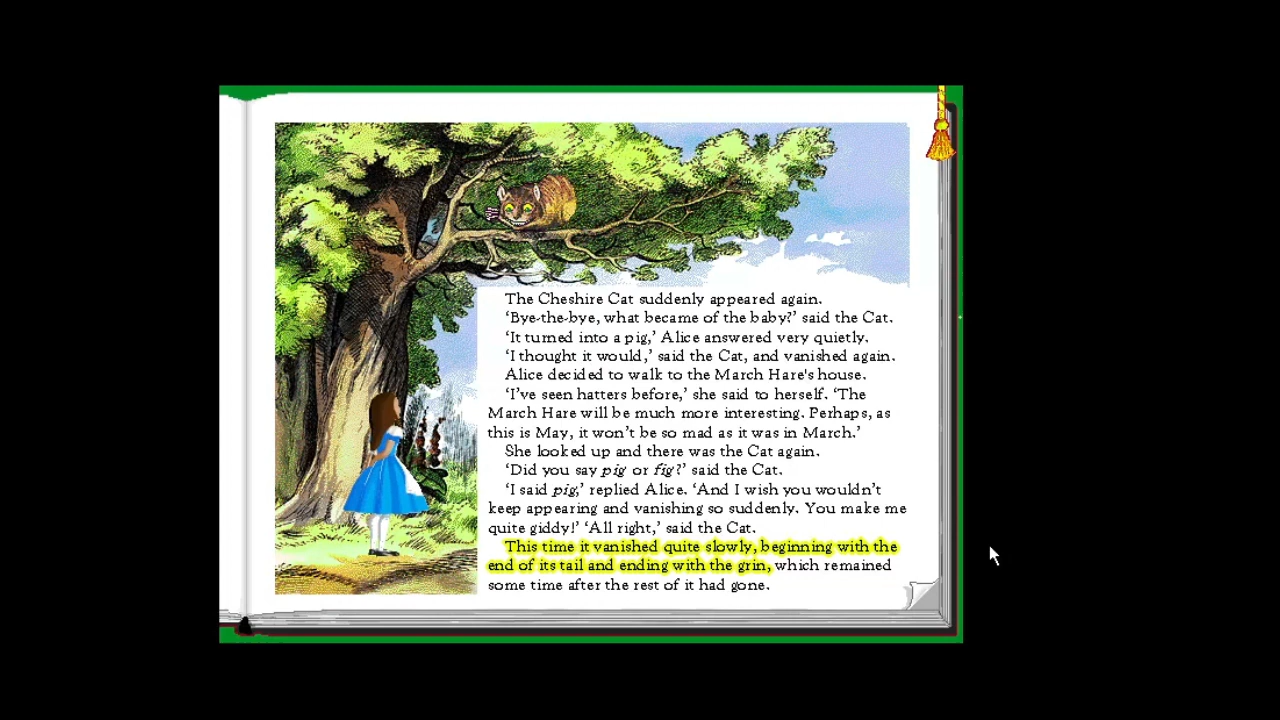 The Cheshire Cat suddenly appeared again.
‘Bye-the-bye, what became of the baby?’ said the Cat.
‘It turned into a pig,’ Alice answered very quietly.
‘I thought it would,’ said the Cat, and vanished again.
Alice decided to walk to the March Hare's house.
‘I’ve seen hatters before,’ she said to herself. ‘The
March Hare will be much more interesting. Perhaps, as
this is May, it won’t be so mad as it was in March.’
She looked up and there was the Cat again.
‘Did you say pig or fig?’ said the Cat.
‘I said pig,’ replied Alice. ‘And I wish you wouldn’t
keep appearing and vanishing so suddenly. You make me
quite giddy!’ ‘All right,’ said the Cat.
This time it vanished quite slowly, beginning with the
end of its tail and ending with the grin, which remained
some time after the rest of it had gone.